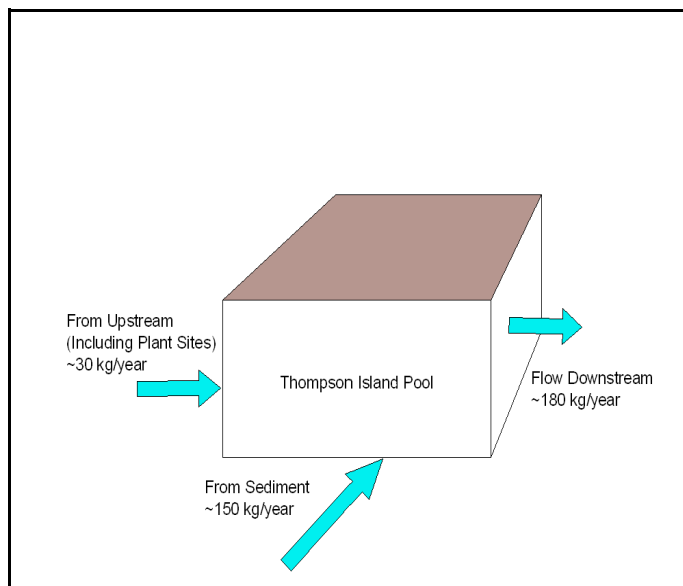 From Upstream
(Including Plant Sites)
~30 kg/year
Thompson Island Pool
Flow Downstream
~180 kg/year
From Sediment
~150 kg/year